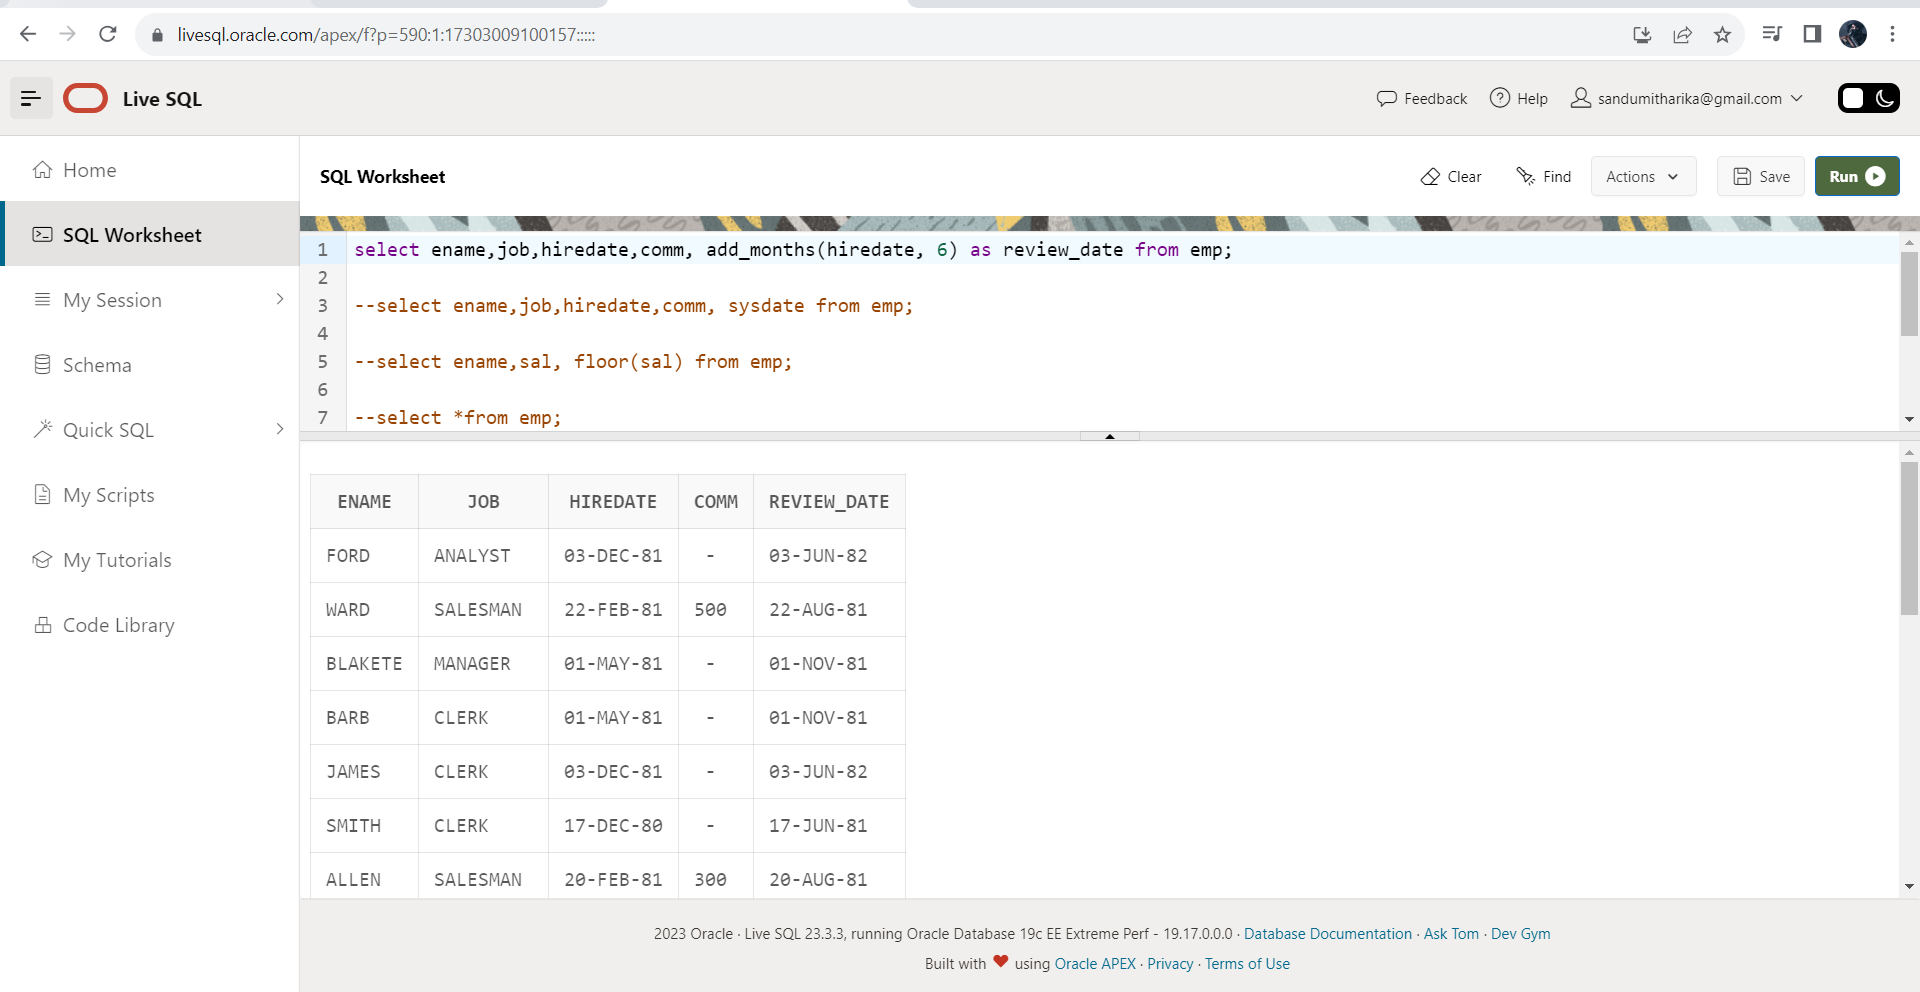 livesql.oracle.com/apex/f?p=590:1:17303009100157:::::
Live SQL
Feedback
Help
sandumitharika@gmail.com
Home
SQL Worksheet
My Session
Schema
Quick SQL
My Scripts
My Tutorials
Code Library
SQL Worksheet
Clear
Find
Actions
Save
Run
1 select ename,job,hiredate,comm, add_months(hiredate, 6) as review_date from emp;
2
3 --select ename,job,hiredate,comm, sysdate from emp;
4
5 --select ename,sal, floor(sal) from emp;
6
7 --select *from emp;
ENAME JOB HIREDATE COMM REVIEW_DATE
FORD ANALYST 03-DEC-81 - 03-JUN-82
WARD SALESMAN 22-FEB-81 500 22-AUG-81
BLAKETE MANAGER 01-MAY-81 - 01-NOV-81
BARB CLERK 01-MAY-81 - 01-NOV-81
JAMES CLERK 03-DEC-81 - 03-JUN-82
SMITH CLERK 17-DEC-80 - 17-JUN-81
ALLEN SALESMAN 20-FEB-81 300 20-AUG-81
2023 Oracle · Live SQL 23.3.3, running Oracle Database 19c EE Extreme Perf - 19.17.0.0.0 · Database Documentation · Ask Tom · Dev Gym
Built with ❤ using Oracle APEX · Privacy · Terms of Use